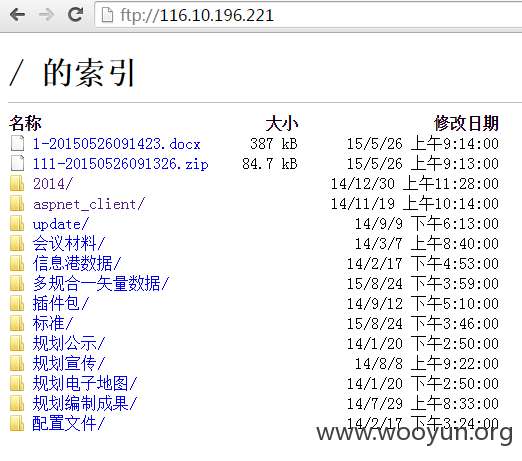 ftp://116.10.196.221
/ 的索引
名称 大小 修改日期
1-20150526091423.docx 387 kB 15/5/26 上午9:14:00
111-20150526091326.zip 84.7 kB 15/5/26 上午9:13:00
2014/ 14/12/30 上午11:28:00
aspnet_client/ 14/11/19 上午10:14:00
update/ 14/9/9 下午6:13:00
会议材料/ 14/3/7 上午8:40:00
信息港数据/ 14/2/17 下午4:53:00
多规合一矢量数据/ 15/8/24 下午3:59:00
插件包/ 14/9/12 下午5:10:00
标准/ 15/8/24 下午3:46:00
规划公示/ 14/1/20 下午2:50:00
规划宣传/ 14/8/8 上午9:22:00
规划电子地图/ 14/1/20 下午2:50:00
规划编制成果/ 14/7/29 上午8:33:00
配置文件/ 14/2/17 下午3:24:00
www.wooyun.org